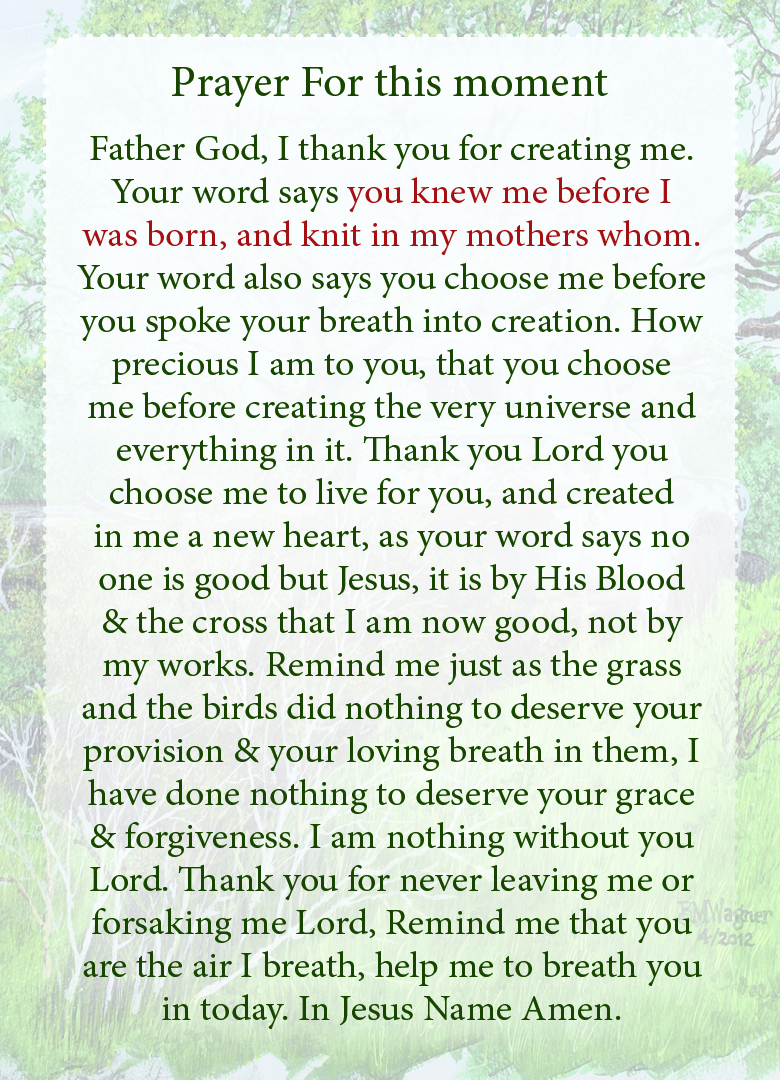 Prayer For this moment
Father God, I thank you for creating me.
Your word says you knew me before I
was born, and knit in my mothers whom.
Your word also says you choose me before
you spoke your breath into creation. How
precious I am to you, that you choose
me before creating the very universe and
everything in it. Thank you Lord you
choose me to live for you, and created
in me a new heart, as your word says no
one is good but Jesus, it is by His Blood
& the cross that I am now good, not by
my works. Remind me just as the grass
and the birds did nothing to deserve your
provision & your loving breath in them, I
have done nothing to deserve your grace
& forgiveness. I am nothing without you
Lord. Thank you for never leaving me or
forsaking me Lord, Remind me that you
are the air I breath, help me to breath you
in today. In Jesus Name Amen.
BMWagner
4/2012